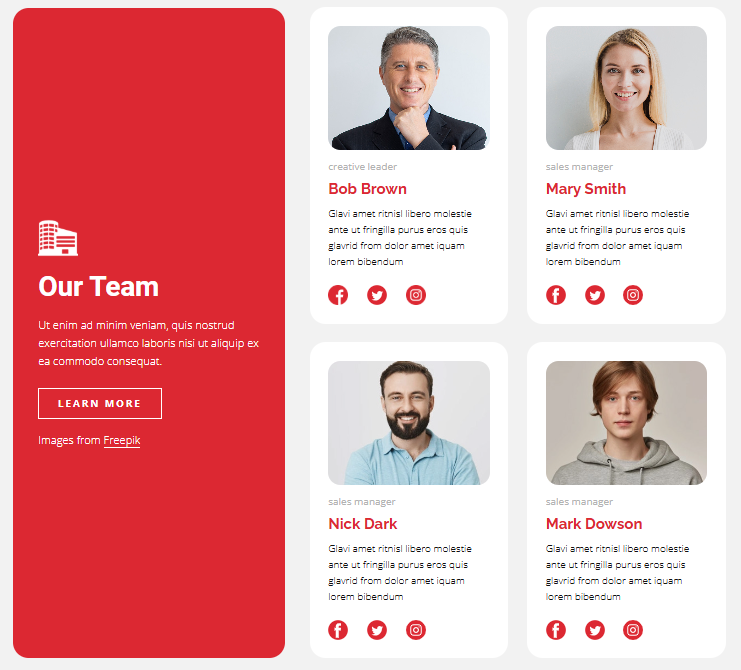 Our Team
Ut enim ad minim veniam, quis nostrud
exercitation ullamco laboris nisi ut aliquip ex
ea commodo consequat.
LEARN MORE
Images from Freepik
creative leader
Bob Brown
Glavi amet ritnisl libero molestie
ante ut fringilla purus eros quis
glavrid from dolor amet iquam
lorem bibendum
sales manager
Mary Smith
Glavi amet ritnisl libero molestie
ante ut fringilla purus eros quis
glavrid from dolor amet iquam
lorem bibendum
sales manager
Nick Dark
Glavi amet ritnisl libero molestie
ante ut fringilla purus eros quis
glavrid from dolor amet iquam
lorem bibendum
sales manager
Mark Dowson
Glavi amet ritnisl libero molestie
ante ut fringilla purus eros quis
glavrid from dolor amet iquam
lorem bibendum